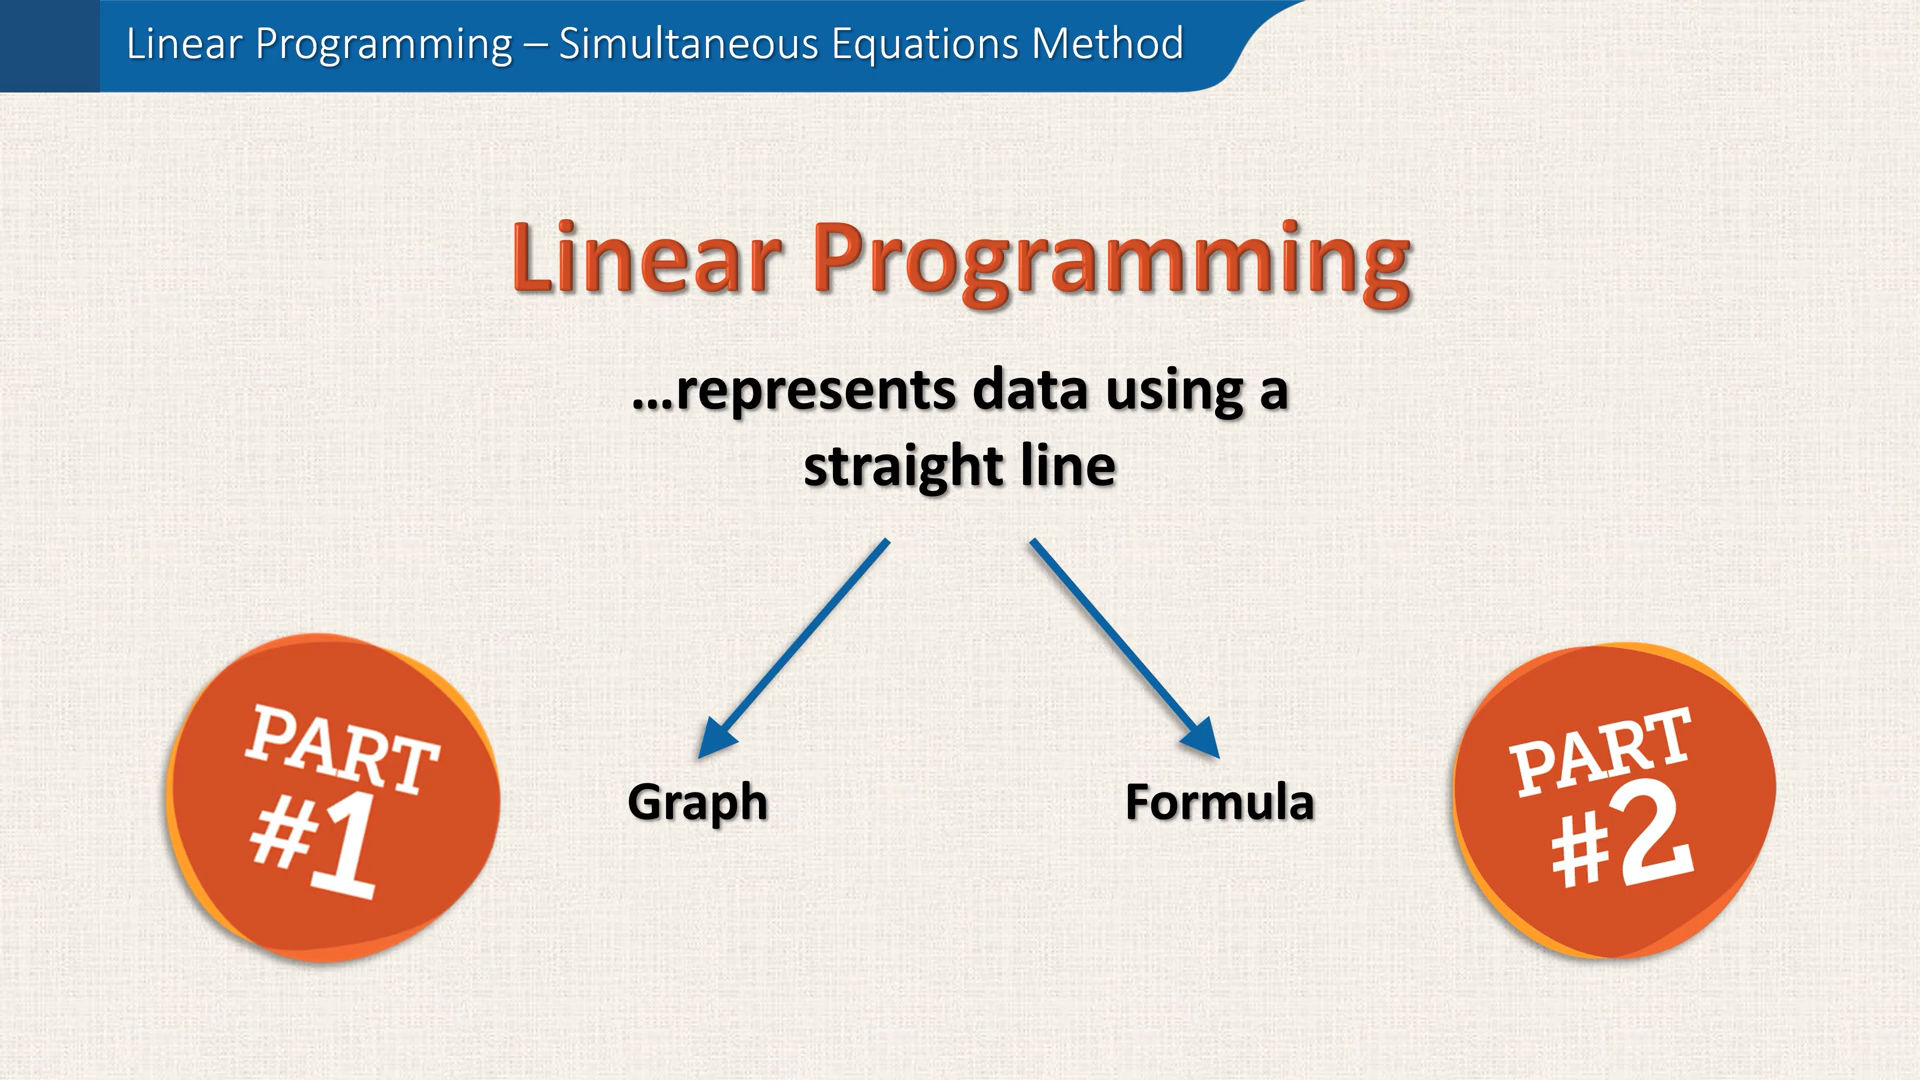 Linear Programming – Simultaneous Equations Method
Linear Programming
...represents data using a
straight line
Graph
Formula
PART
#1
PART
#2